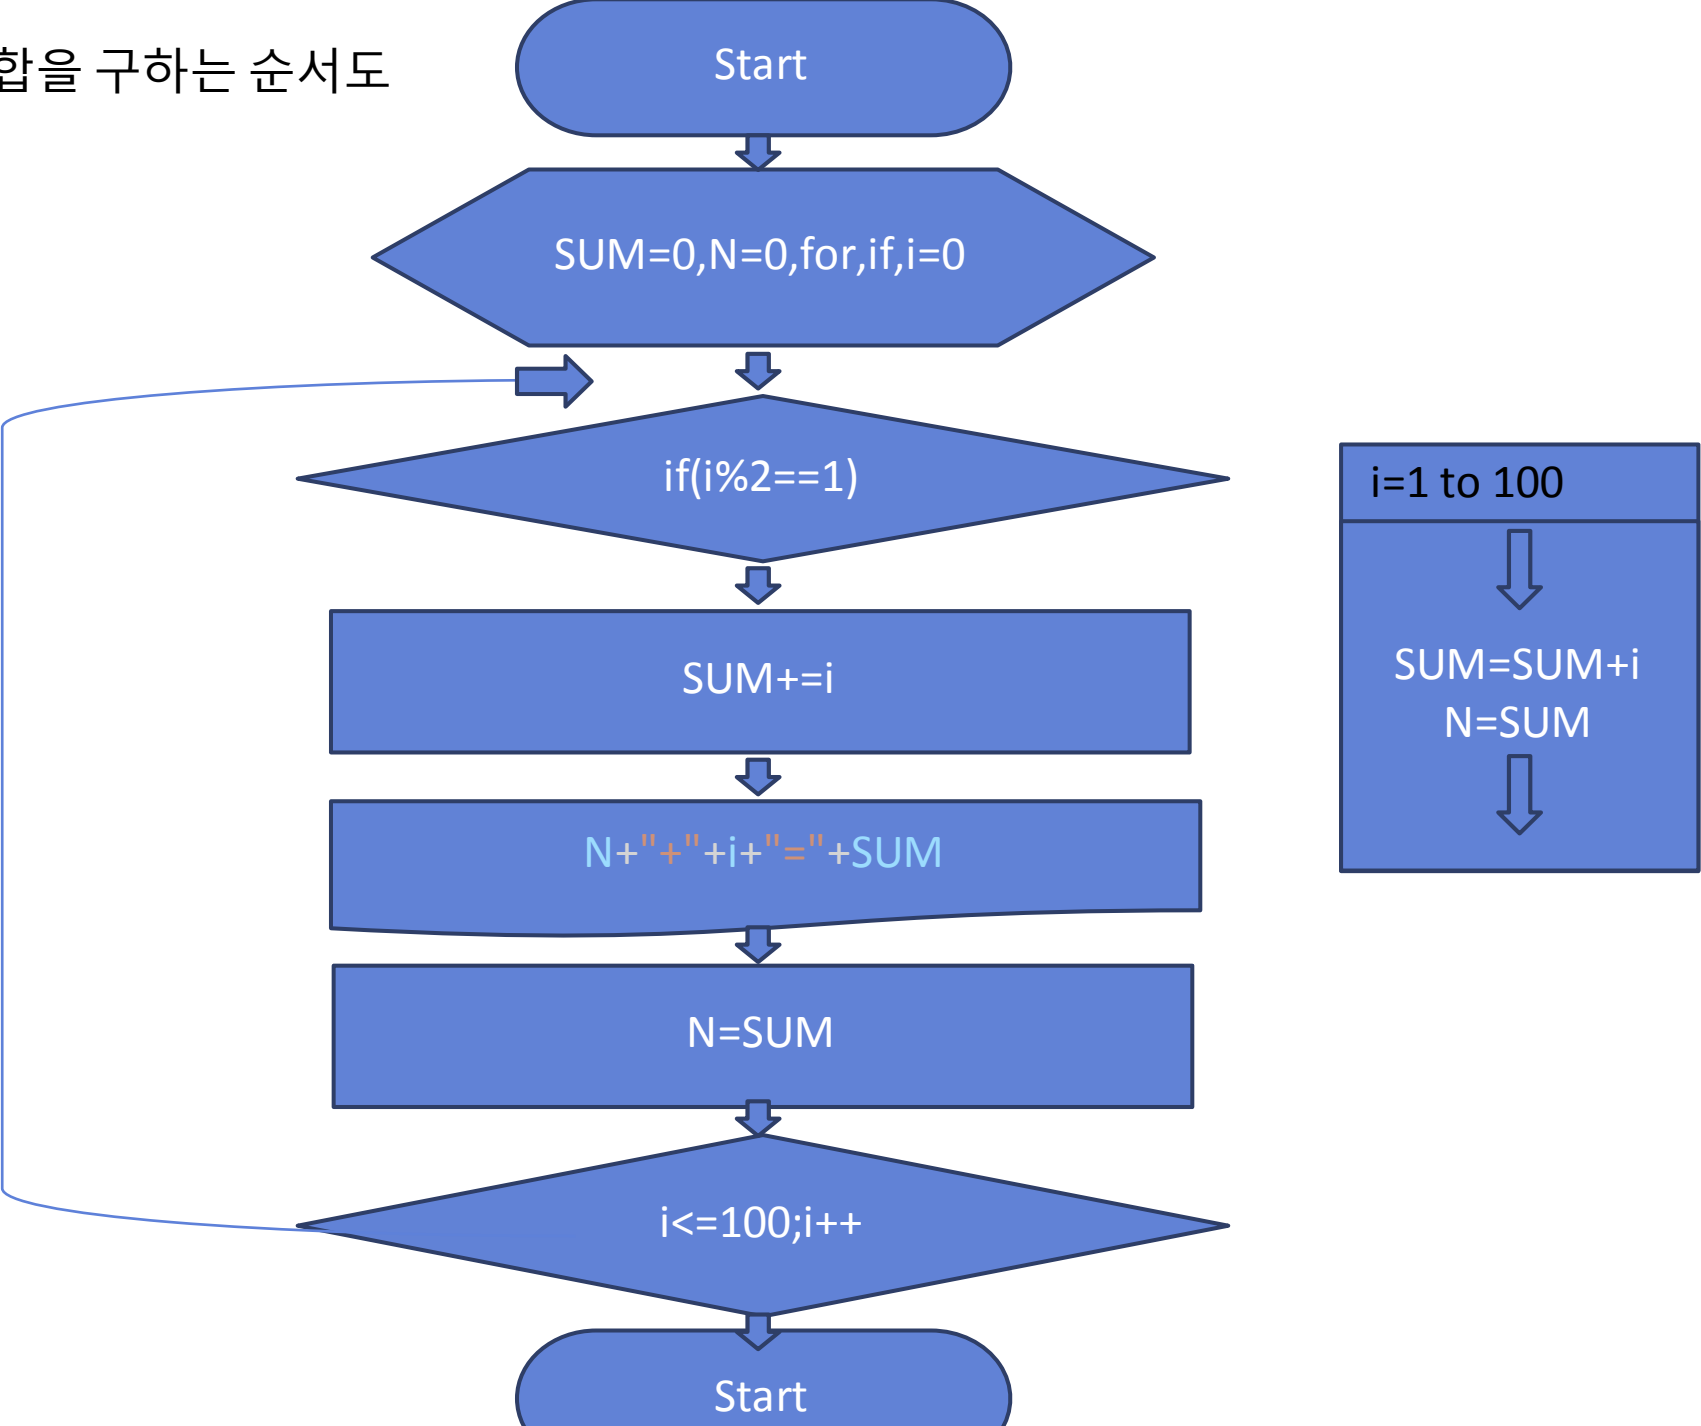 합을 구하는 순서도
Start
SUM=0,N=0,for,if,i=0
if(i%2==1)
SUM+=i
N+"+"+i+"="+SUM
N=SUM
i<=100;i++
Start
i=1 to 100
SUM=SUM+i
N=SUM